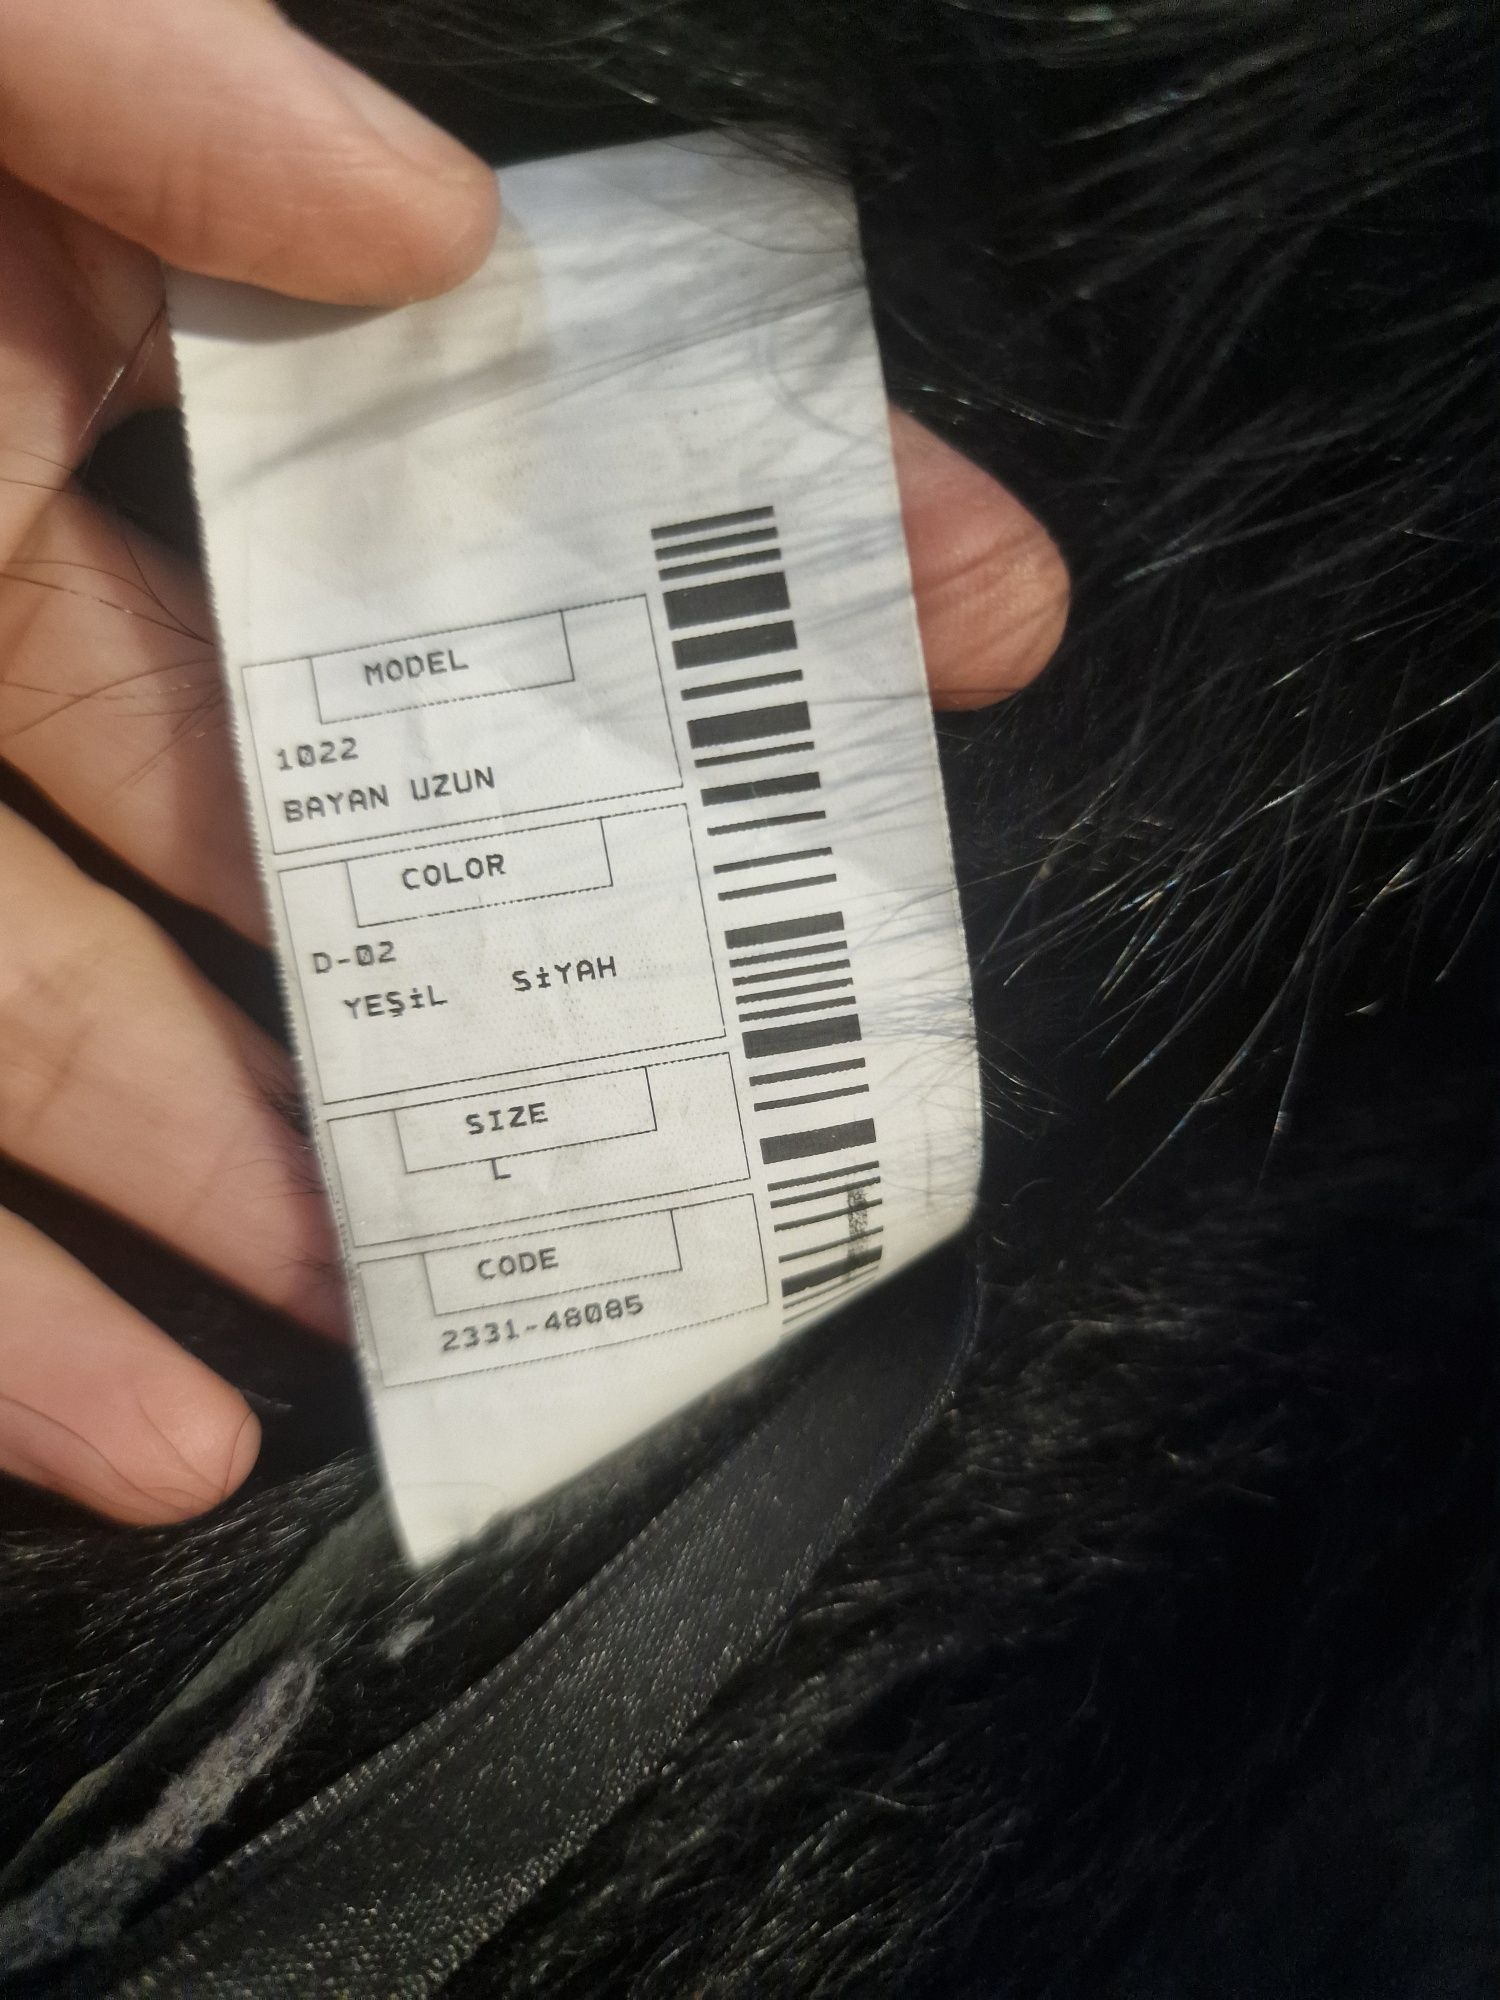 MODEL
1022
BAYAN UZUN
COLOR
D-02
YEŞİL SİYAH
SIZE
L
CODE
2331-48085